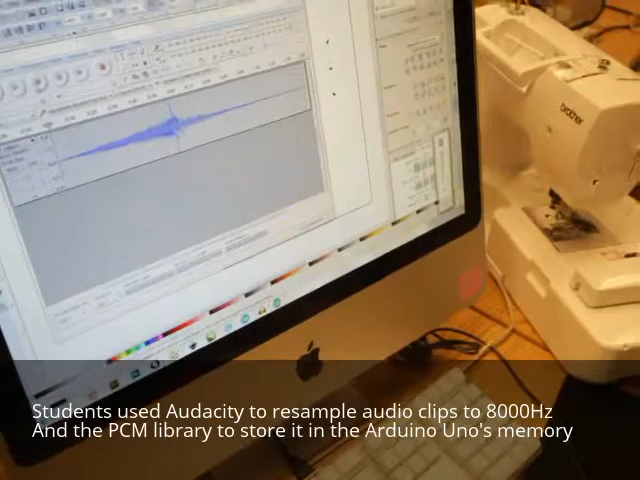 brother
Students used Audacity to resample audio clips to 8000Hz
And the PCM library to store it in the Arduino Uno's memory